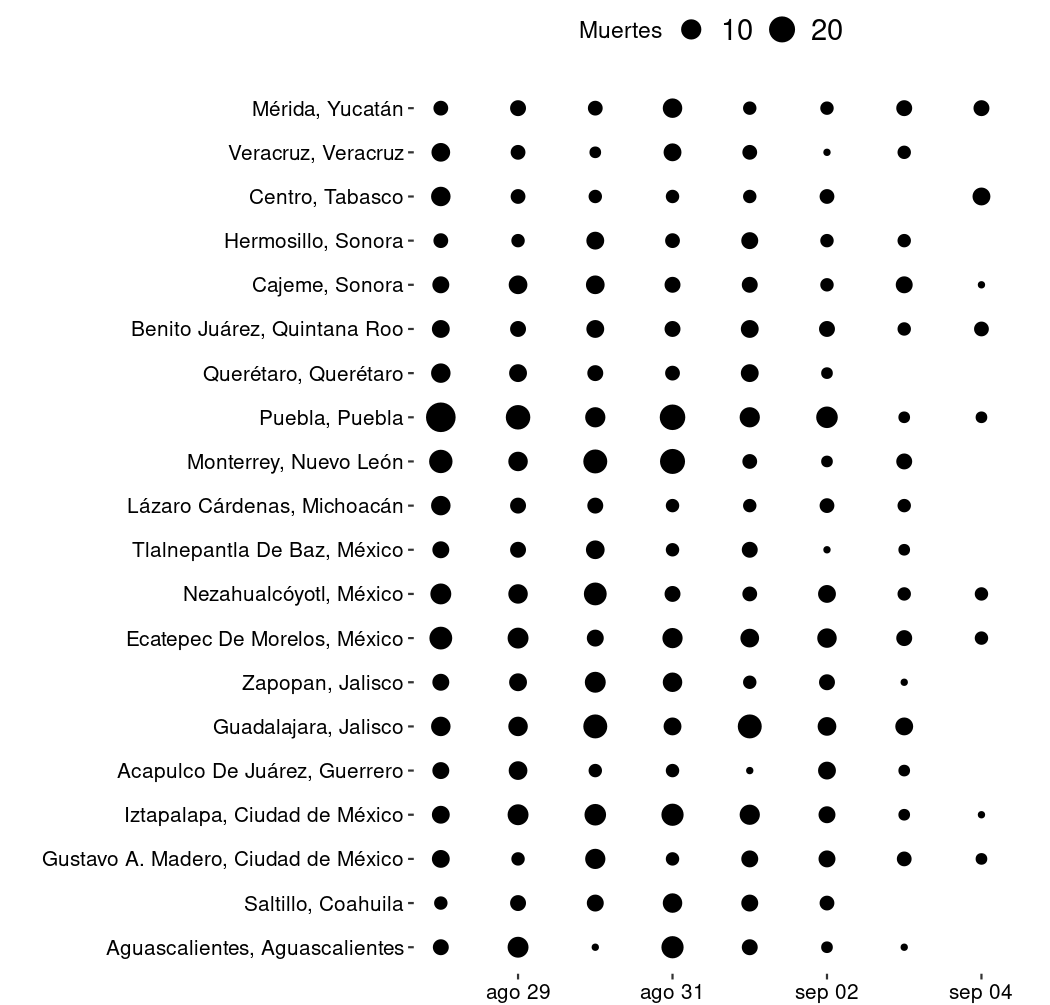 Muertes 10 20
Mérida, Yucatán
Veracruz, Veracruz
Centro, Tabasco
Hermosillo, Sonora
Cajeme, Sonora
Benito Juárez, Quintana Roo
Querétaro, Querétaro
Puebla, Puebla
Monterrey, Nuevo León
Lázaro Cárdenas, Michoacán
Tlalnepantla De Baz, México
Nezahualcóyotl, México
Ecatepec De Morelos, México
Zapopan, Jalisco
Guadalajara, Jalisco
Acapulco De Juárez, Guerrero
Iztapalapa, Ciudad de México
Gustavo A. Madero, Ciudad de México
Saltillo, Coahuila
Aguascalientes, Aguascalientes
ago 29 ago 31 sep 02 sep 04